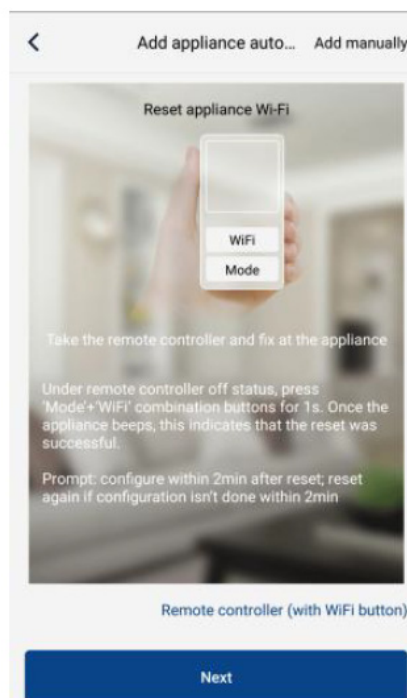 Add appliance auto... Add manually
Reset appliance Wi-Fi
WiFi
Mode
Take the remote controller and fix at the appliance
Under remote controller off status, press
'Mode'+'WiFi' combination buttons for 1s. Once the
appliance beeps, this indicates that the reset was
successful.
Prompt: configure within 2min after reset; reset
again if configuration isn't done within 2min
Remote controller (with WiFi button)
Next